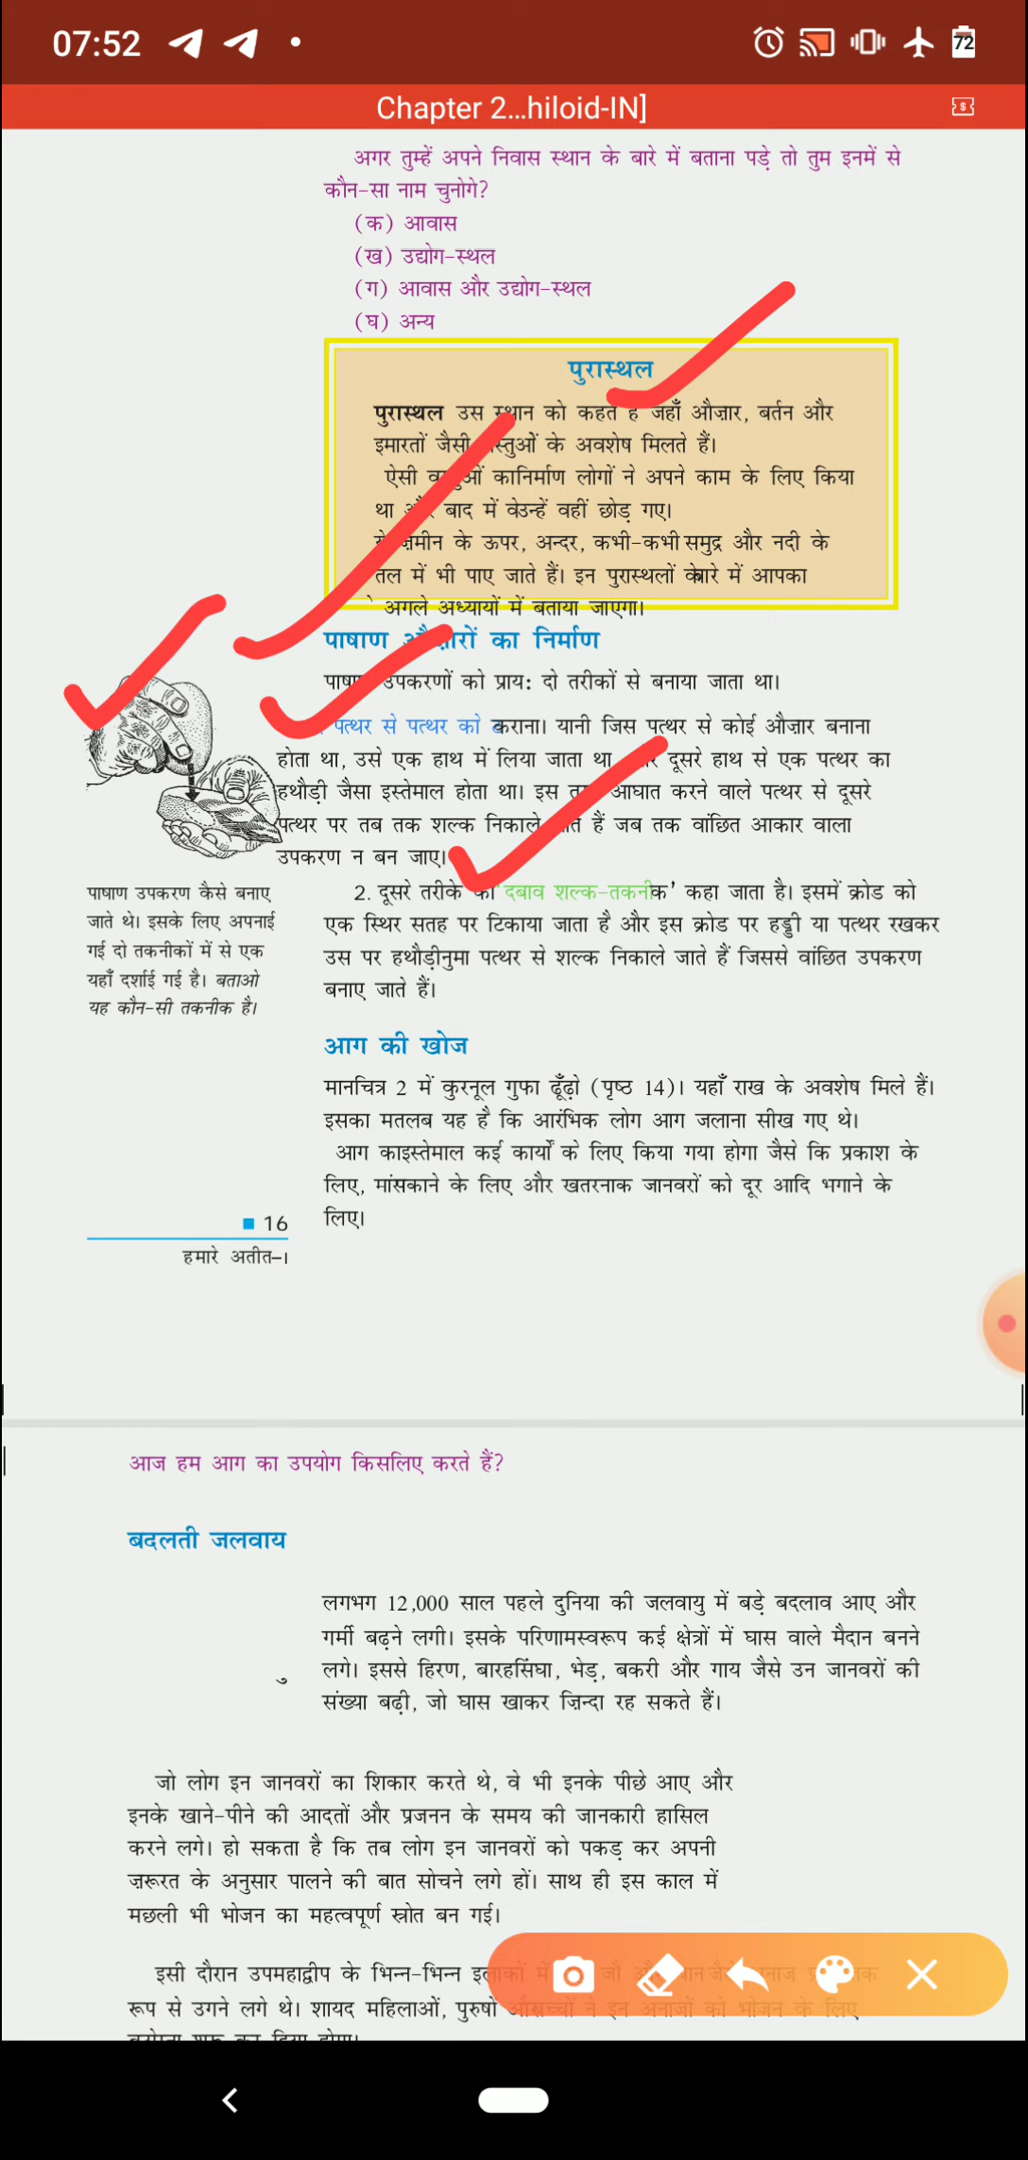 07:52
72
Chapter 2...hiloid-IN]
अगर तुम्हें अपने निवास स्थान के बारे में बताना पड़े तो तुम इनमें से
कौन-सा नाम चुनोगे?
(क) आवास
(ख) उद्योग-स्थल
(ग) आवास और उद्योग-स्थल
(घ) अन्य
पुरास्थल
पुरास्थल उस स्थान को कहते हैं जहाँ औज़ार, बर्तन और
इमारतों जैसी वस्तुओं के अवशेष मिलते हैं।
ऐसी वस्तुओं कानिर्माण लोगों ने अपने काम के लिए किया
था और बाद में वेउन्हें वहीं छोड़ गए।
ज़मीन के ऊपर, अन्दर, कभी-कभी समुद्र और नदी के
तल में भी पाए जाते हैं। इन पुरास्थलों के बारे में आपका
अगले अध्यायों में बताया जाएगा।
पाषाण औज़ारों का निर्माण
पाषाण उपकरणों को प्राय: दो तरीकों से बनाया जाता था।
पत्थर से पत्थर को कराना। यानी जिस पत्थर से कोई औज़ार बनाना
होता था, उसे एक हाथ में लिया जाता था और दूसरे हाथ से एक पत्थर का
हथौड़ी जैसा इस्तेमाल होता था। इस तरह आघात करने वाले पत्थर से दूसरे
पत्थर पर तब तक शल्क निकाले जाते हैं जब तक वांछित आकार वाला
उपकरण न बन जाए।
2. दूसरे तरीके को 'दबाव शल्क-तकनीक' कहा जाता है। इसमें क्रोड को
एक स्थिर सतह पर टिकाया जाता है और इस क्रोड पर हड्डी या पत्थर रखकर
उस पर हथौड़ीनुमा पत्थर से शल्क निकाले जाते हैं जिससे वांछित उपकरण
बनाए जाते हैं।
पाषाण उपकरण कैसे बनाए
जाते थे। इसके लिए अपनाई
गई दो तकनीकों में से एक
यहाँ दर्शाई गई है। बताओ
यह कौन-सी तकनीक है।
आग की खोज
मानचित्र 2 में कुरनूल गुफा ढूँढ़ो (पृष्ठ 14)। यहाँ राख के अवशेष मिले हैं।
इसका मतलब यह है कि आरंभिक लोग आग जलाना सीख गए थे।
आग काइस्तेमाल कई कार्यों के लिए किया गया होगा जैसे कि प्रकाश के
लिए, मांसकाने के लिए और खतरनाक जानवरों को दूर आदि भगाने के
लिए।
16
हमारे अतीत–।
आज हम आग का उपयोग किसलिए करते हैं?
बदलती जलवाय
लगभग 12,000 साल पहले दुनिया की जलवायु में बड़े बदलाव आए और
गर्मी बढ़ने लगी। इसके परिणामस्वरूप कई क्षेत्रों में घास वाले मैदान बनने
लगे। इससे हिरण, बारहसिंघा, भेड़, बकरी और गाय जैसे उन जानवरों की
संख्या बढ़ी, जो घास खाकर ज़िन्दा रह सकते हैं।
जो लोग इन जानवरों का शिकार करते थे, वे भी इनके पीछे आए और
इनके खाने-पीने की आदतों और प्रजनन के समय की जानकारी हासिल
करने लगे। हो सकता है कि तब लोग इन जानवरों को पकड़ कर अपनी
ज़रूरत के अनुसार पालने की बात सोचने लगे हों। साथ ही इस काल में
मछली भी भोजन का महत्वपूर्ण स्रोत बन गई।
इसी दौरान उपमहाद्वीप के भिन्न-भिन्न इलाकों में
रूप से उगने लगे थे। शायद महिलाओं, पुरुषों औरबच्चों ने इन अनाजों को भोजन के लिए